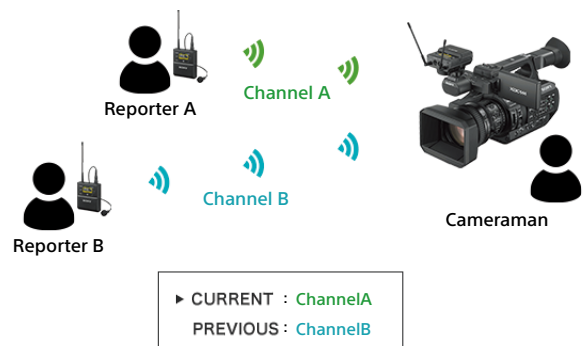 Reporter A
Channel A
Channel B
Reporter B
Cameraman
▶ CURRENT : ChannelA
PREVIOUS : ChannelB